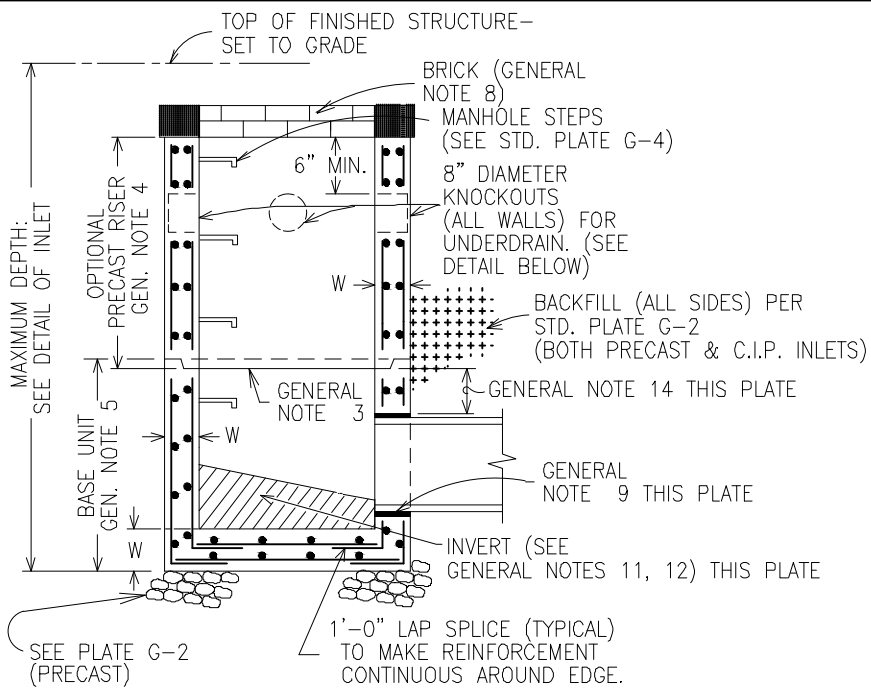 TOP OF FINISHED STRUCTURE-
SET TO GRADE
BRICK (GENERAL
NOTE 8)
MANHOLE STEPS
(SEE STD. PLATE G-4)
6" MIN.
8" DIAMETER
KNOCKOUTS
(ALL WALLS) FOR
UNDERDRAIN. (SEE
DETAIL BELOW)
MAXIMUM DEPTH:
SEE DETAIL OF INLET
OPTIONAL
PRECAST RISER
GEN. NOTE 4
W
BACKFILL (ALL SIDES) PER
STD. PLATE G-2
(BOTH PRECAST & C.I.P. INLETS)
GENERAL
NOTE 3
GENERAL NOTE 14 THIS PLATE
BASE UNIT
GEN. NOTE 5
W
GENERAL
NOTE 9 THIS PLATE
W
INVERT (SEE
GENERAL NOTES 11, 12) THIS PLATE
SEE PLATE G-2
(PRECAST)
1'-0" LAP SPLICE (TYPICAL)
TO MAKE REINFORCEMENT
CONTINUOUS AROUND EDGE.